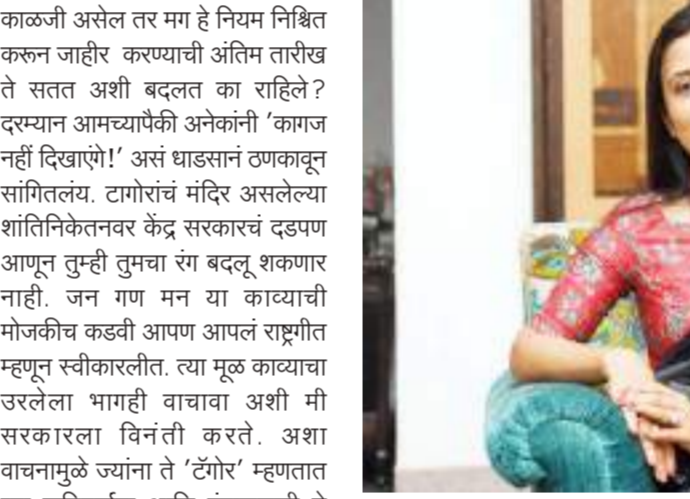 काळजी असेल तर मग हे नियम निश्चित
करून जाहीर करण्याची अंतिम तारीख
ते सतत अशी बदलत का राहिले?
दरम्यान आमच्यापैकी अनेकांनी ’कागज
नहीं दिखाएंगे!’ असं धाडसानं ठणकावून
सांगितलंय. टागोरांचं मंदिर असलेल्या
शांतिनिकेतनवर केंद्र सरकारचं दडपण
आणून तुम्ही तुमचा रंग बदलू शकणार
नाही. जन गण मन या काव्याची
मोजकीच कडवी आपण आपलं राष्ट्रगीत
म्हणून स्वीकारलीत. त्या मूळ काव्याचा
उरलेला भागही वाचावा अशी मी
सरकारला विनंती करते. अशा
वाचनामुळे ज्यांना ते ’टॅगोर’ म्हणतात